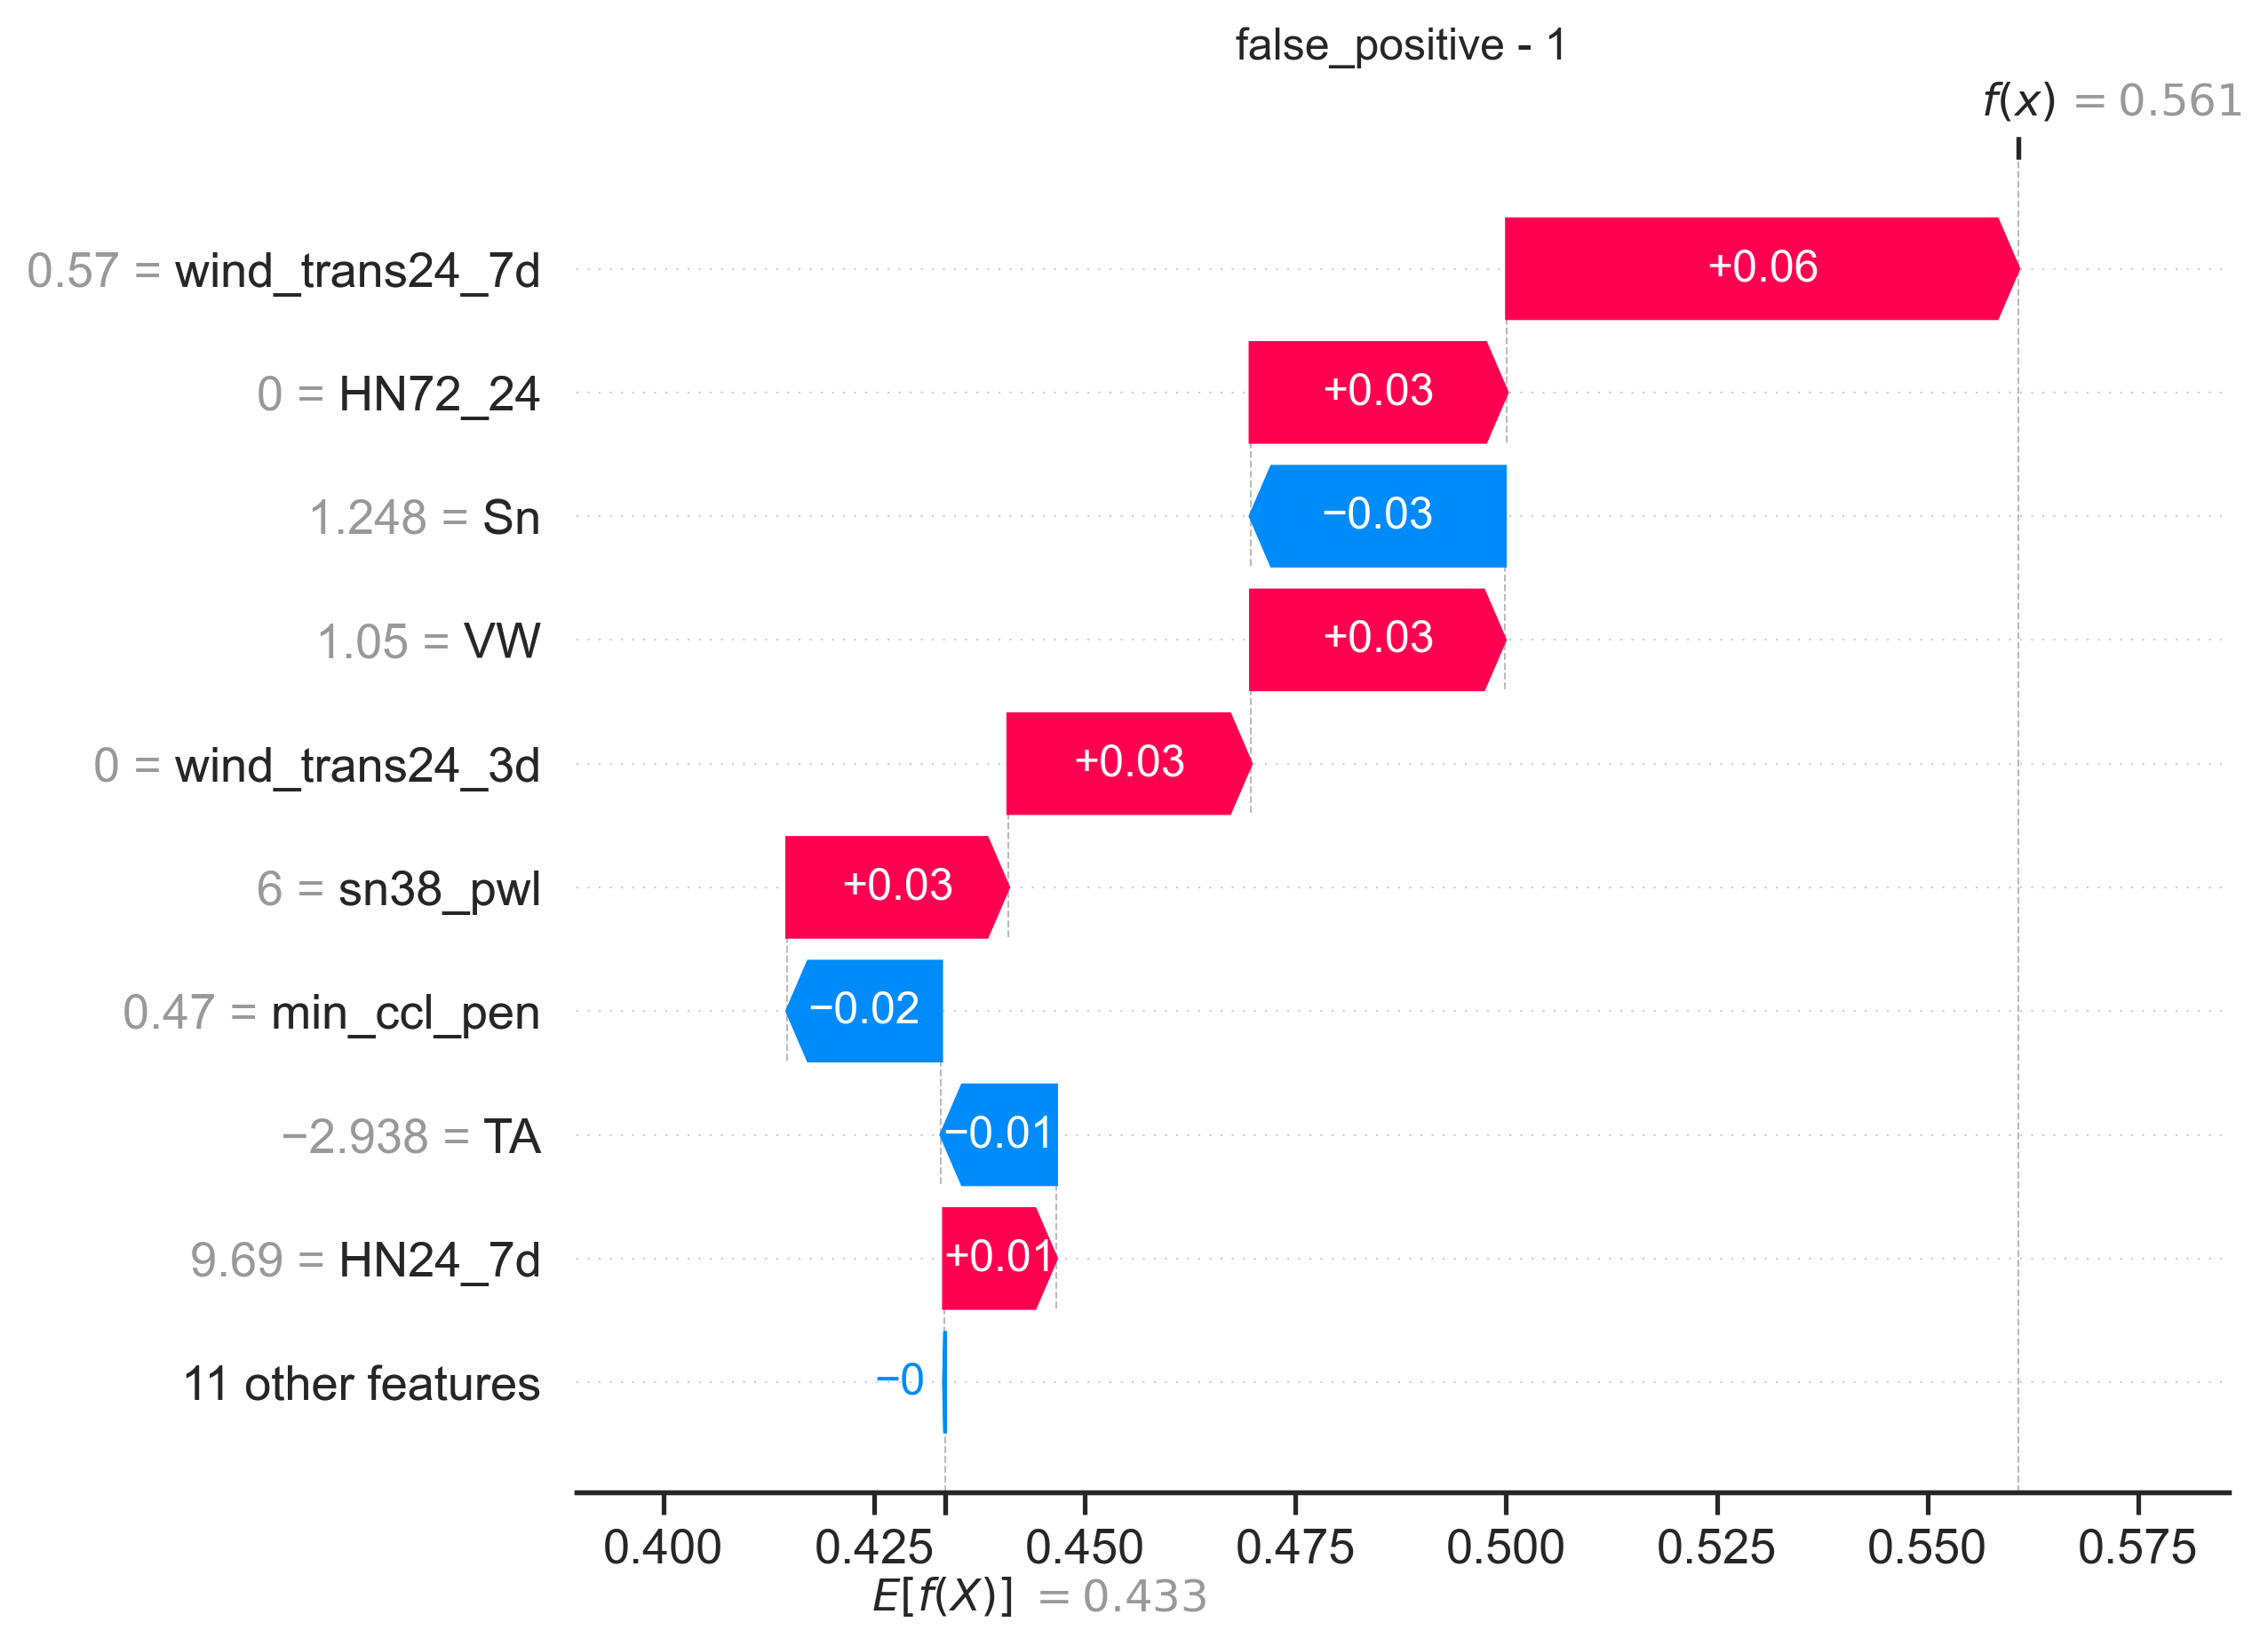 false_positive - 1
f(x) = 0.561
0.57 = wind_trans24_7d
+0.06
0 = HN72_24
+0.03
1.248 = Sn
−0.03
1.05 = VW
+0.03
0 = wind_trans24_3d
+0.03
6 = sn38_pwl
+0.03
0.47 = min_ccl_pen
−0.02
−2.938 = TA
−0.01
9.69 = HN24_7d
+0.01
11 other features
−0
0.400 0.425 0.450 0.475 0.500 0.525 0.550 0.575
E[f(X)] = 0.433